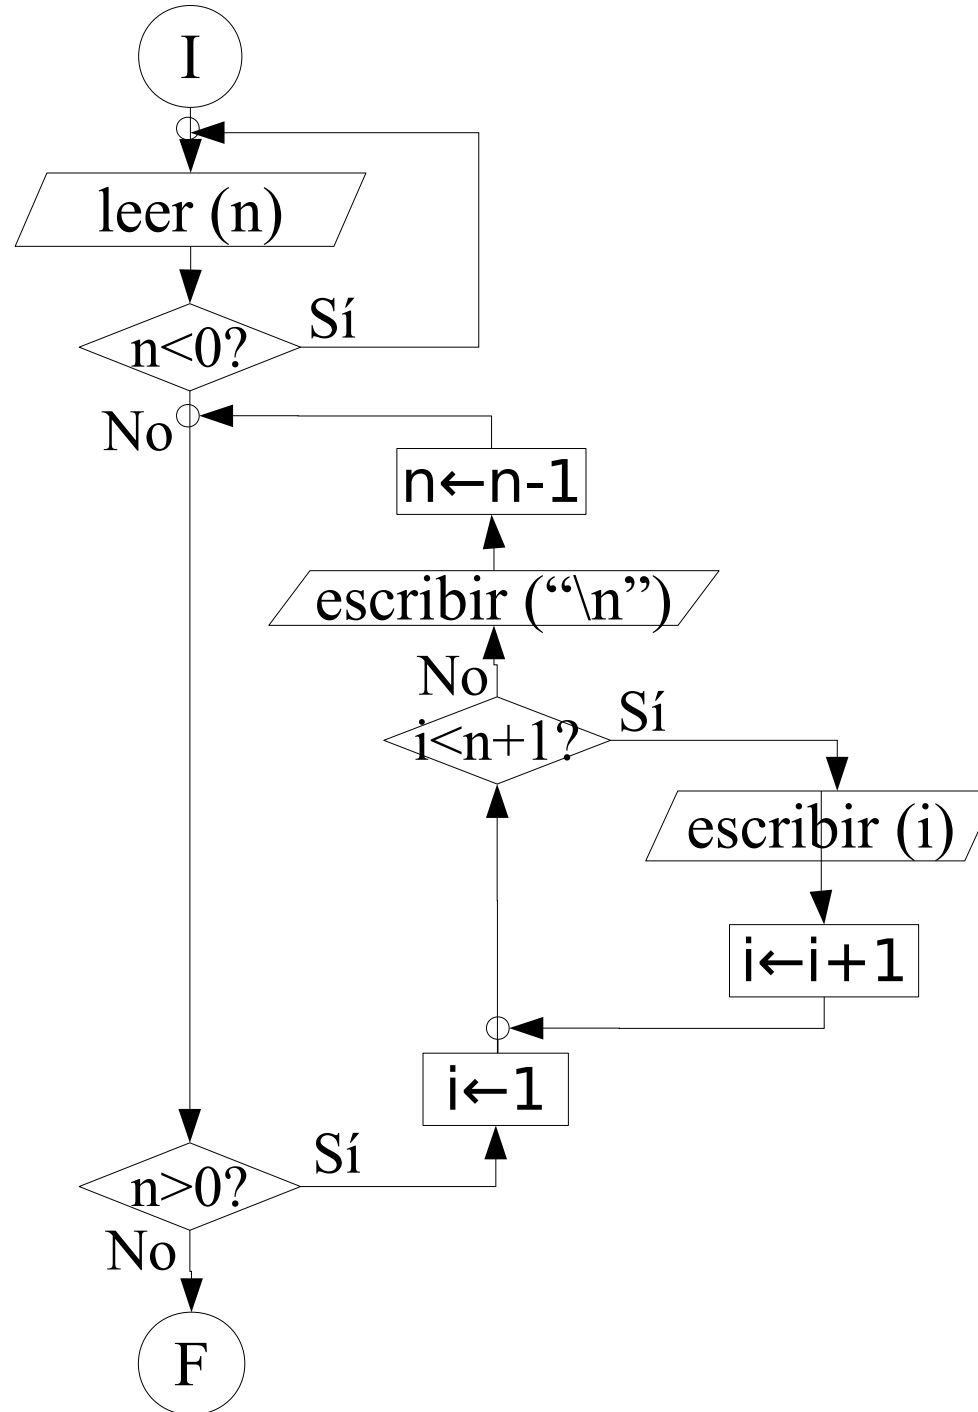 I
leer (n)
Sí
n<0?
No
n←n-1
escribir (“\n”)
No
Sí
i<n+1?
escribir (i)
i←i+1
i←1
Sí
n>0?
No
F